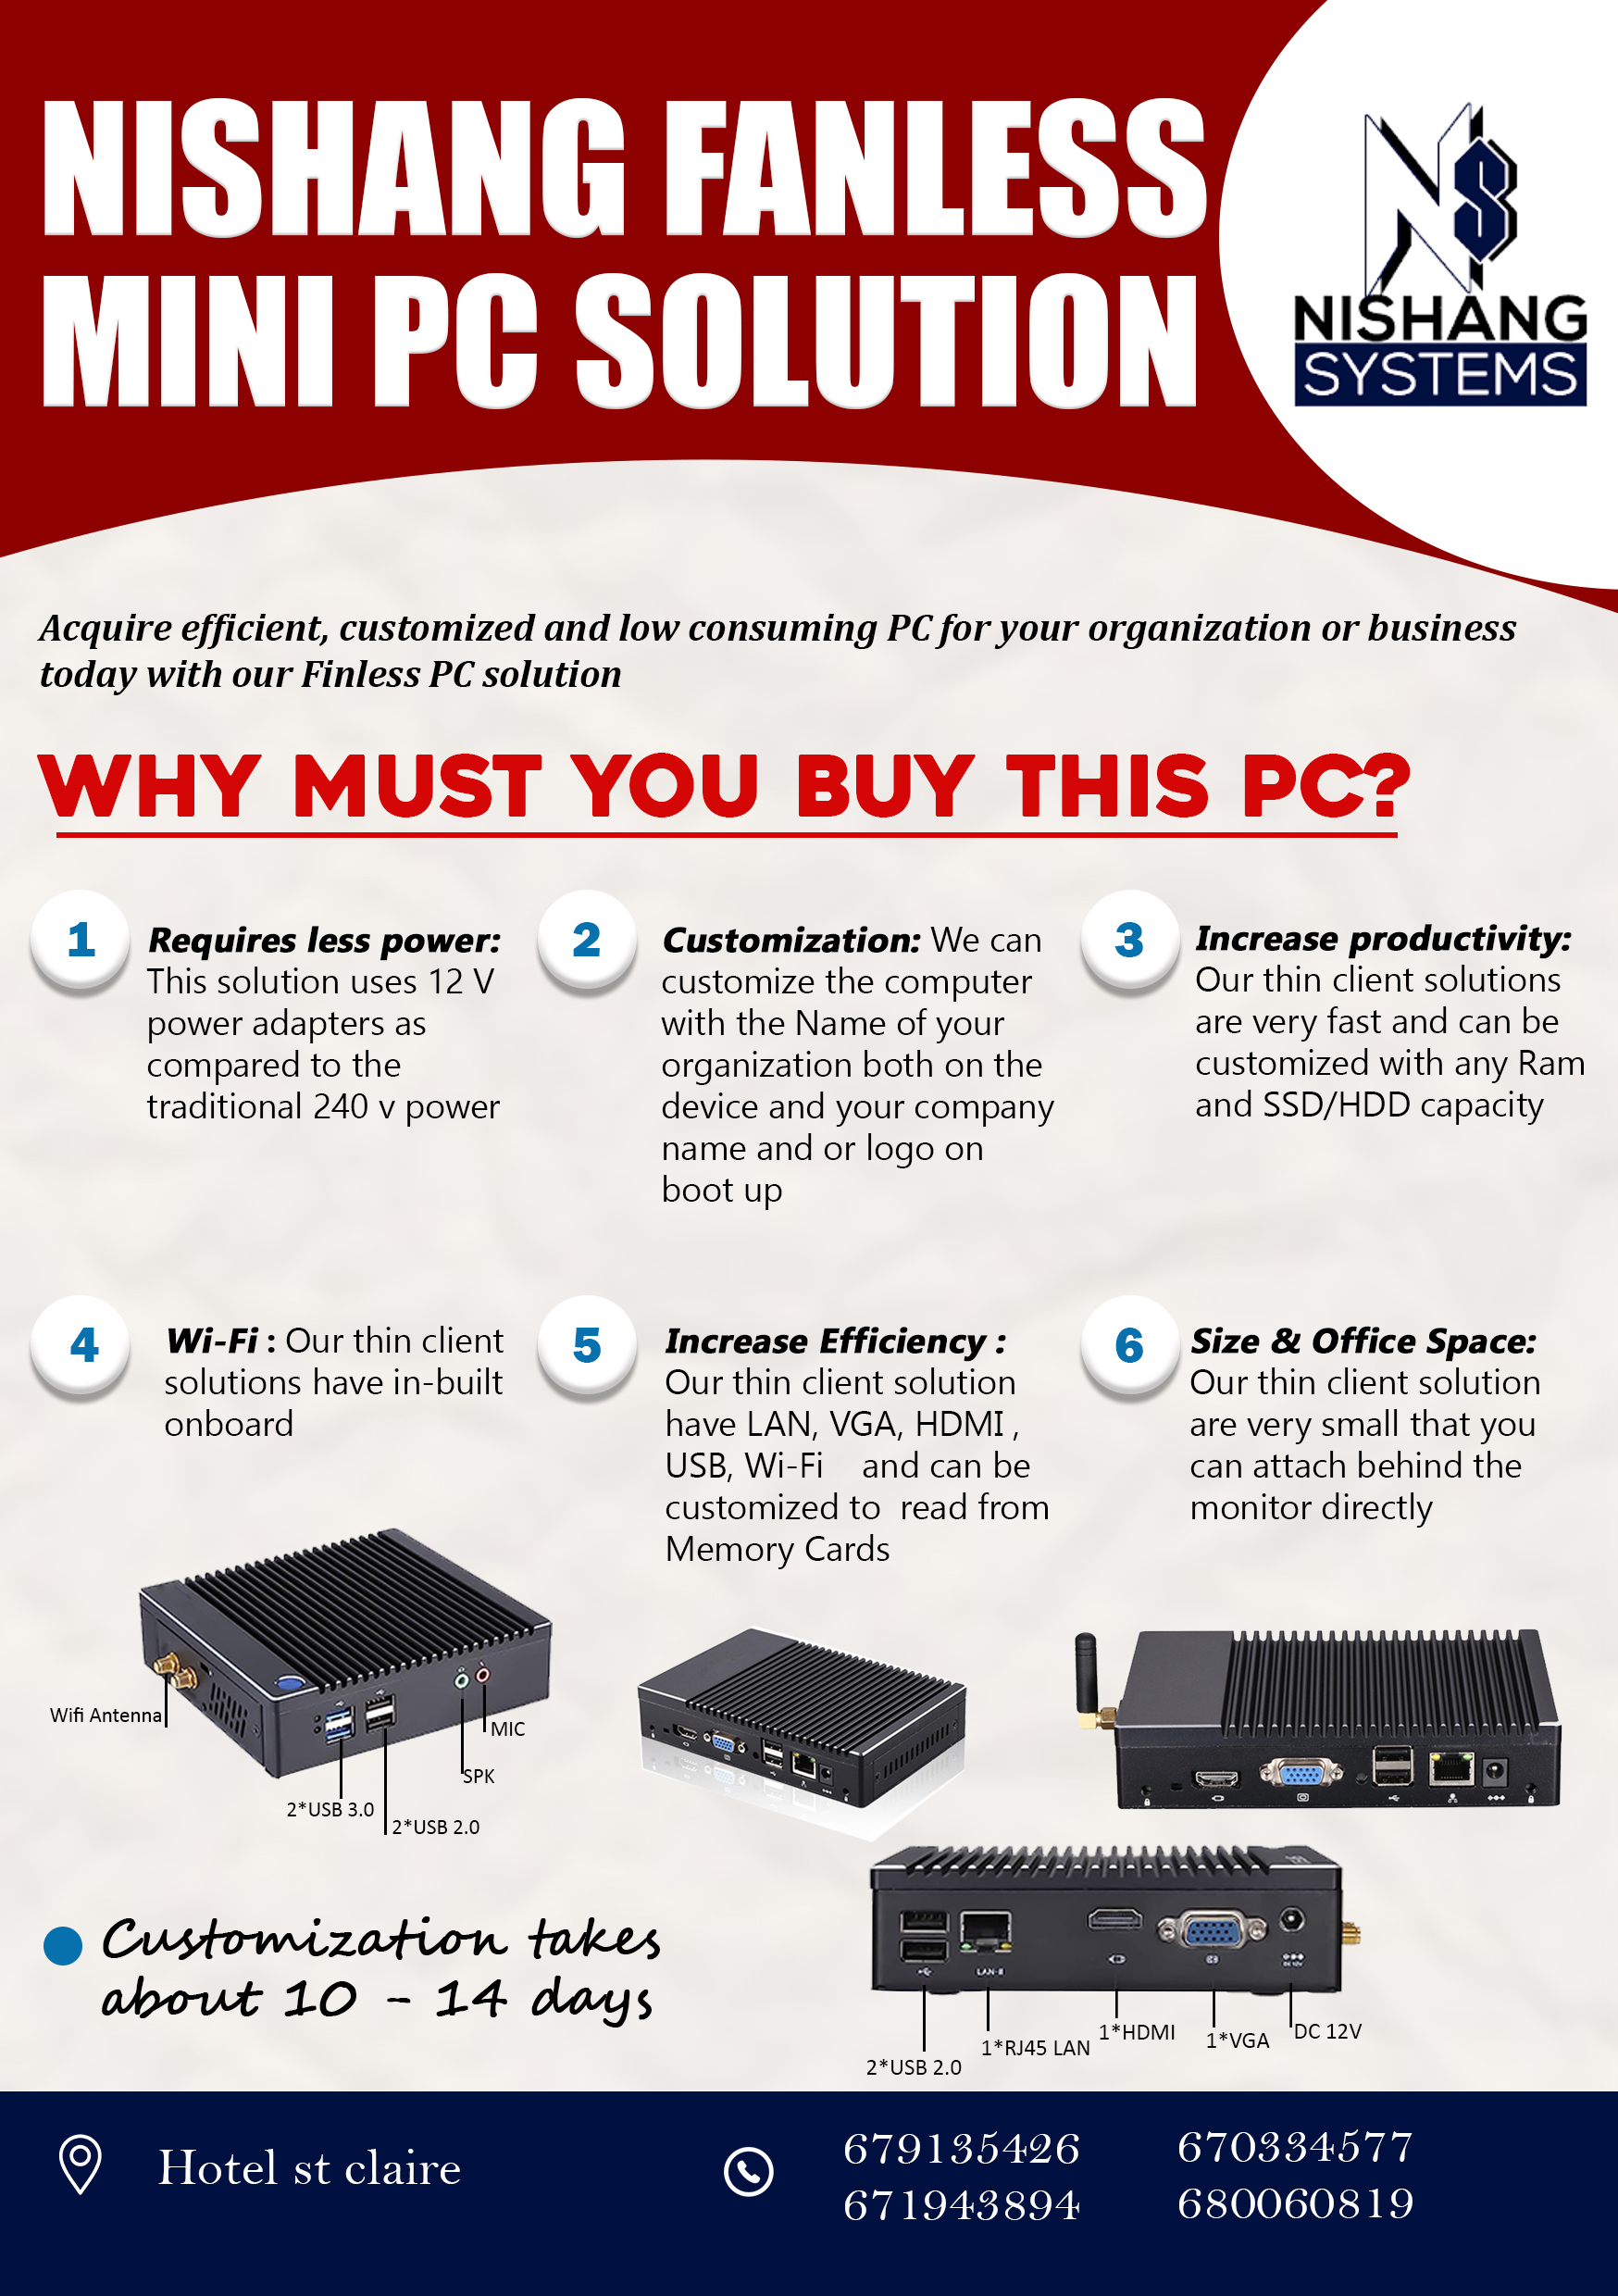 NISHANG FANLESS
MINI PC SOLUTION
NS
NISHANG
SYSTEMS
Acquire efficient, customized and low consuming PC for your organization or business
today with our Finless PC solution
WHY MUST YOU BUY THIS PC?
1
Requires less power:
This solution uses 12 V
power adapters as
compared to the
traditional 240 v power
2
Customization: We can
customize the computer
with the Name of your
organization both on the
device and your company
name and or logo on
boot up
3
Increase productivity:
Our thin client solutions
are very fast and can be
customized with any Ram
and SSD/HDD capacity
4
Wi-Fi : Our thin client
solutions have in-built
onboard
5
Increase Efficiency :
Our thin client solution
have LAN, VGA, HDMI ,
USB, Wi-Fi and can be
customized to read from
Memory Cards
6
Size & Office Space:
Our thin client solution
are very small that you
can attach behind the
monitor directly
Wifi Antenna
MIC
SPK
2*USB 3.0
2*USB 2.0
Customization takes
about 10 - 14 days
DC 12V
2*USB 2.0
1*RJ45 LAN
1*HDMI
1*VGA
DC 12V
Hotel st claire
679135426
671943894
670334577
680060819